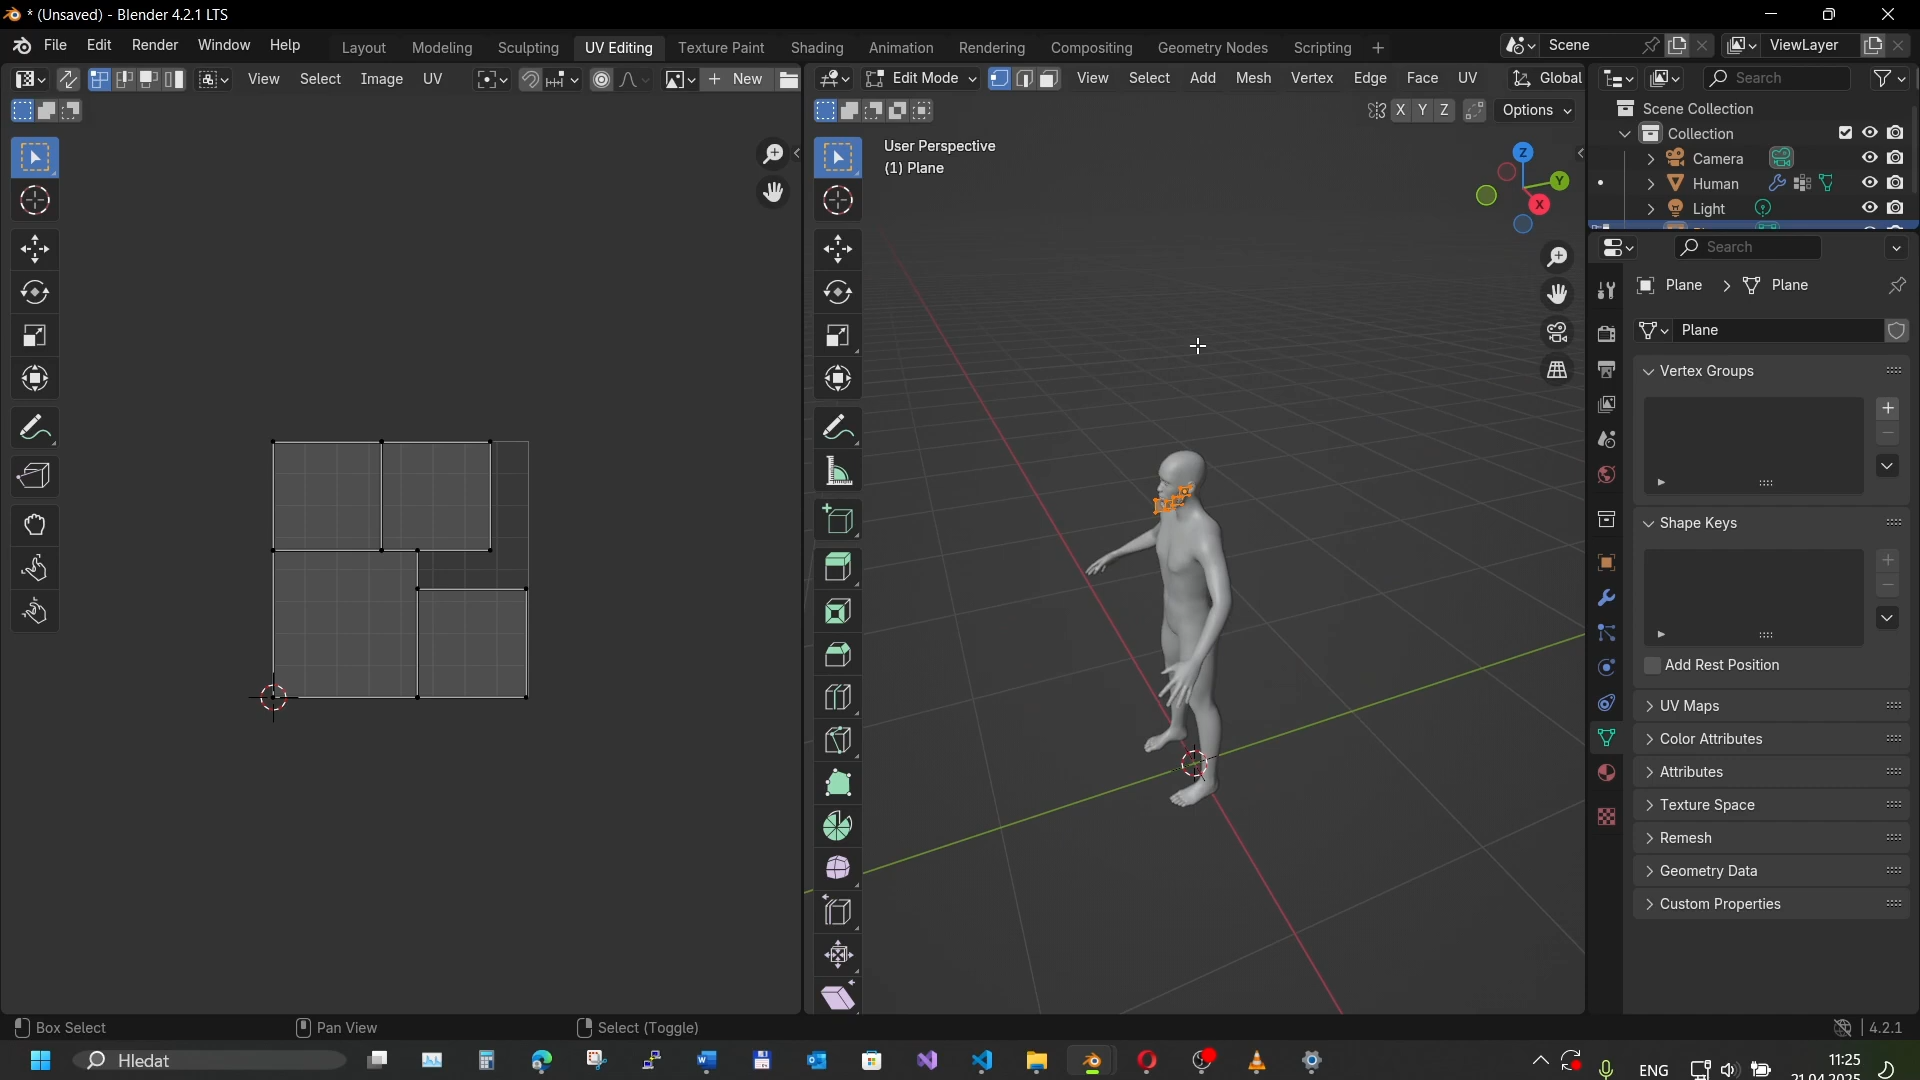 * (Unsaved) - Blender 4.2.1 LTS
File Edit Render Window Help
Layout Modeling Sculpting UV Editing Texture Paint Shading Animation Rendering Compositing Geometry Nodes Scripting +
Scene
ViewLayer
View Select Image UV
New
Edit Mode
View Select Add Mesh Vertex Edge Face UV
Global
Search
X Y Z
Options
User Perspective
(1) Plane
Z
Y
X
Scene Collection
Collection
Camera
Human
Light
Search
Plane > Plane
Plane
Vertex Groups
Shape Keys
Add Rest Position
UV Maps
Color Attributes
Attributes
Texture Space
Remesh
Geometry Data
Custom Properties
Box Select
Pan View
Select (Toggle)
4.2.1
Hledat
ENG
11:25
21.04.2025